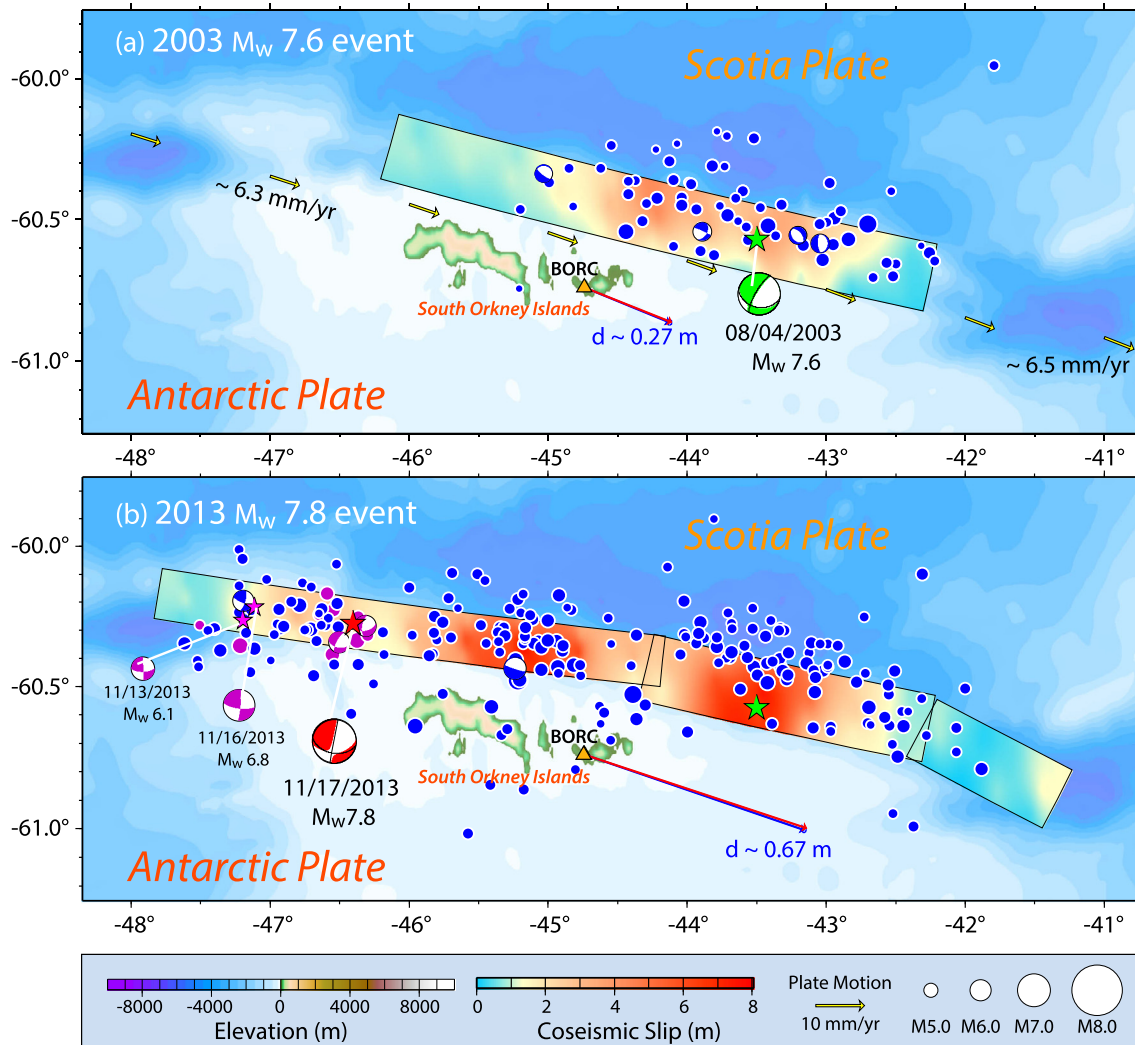 (a) 2003 Mw 7.6 event
Scotia Plate
-60.0°
-60.5°
-61.0°
~ 6.3 mm/yr
BORC
South Orkney Islands
d ~ 0.27 m
08/04/2003
Mw 7.6
~ 6.5 mm/yr
Antarctic Plate
-48° -47° -46° -45° -44° -43° -42° -41°
(b) 2013 Mw 7.8 event
Scotia Plate
-60.0°
-60.5°
-61.0°
11/13/2013
Mw 6.1
11/16/2013
Mw 6.8
11/17/2013
Mw7.8
BORC
South Orkney Islands
d ~ 0.67 m
Antarctic Plate
-48° -47° -46° -45° -44° -43° -42° -41°
-8000 -4000 0 4000 8000
Elevation (m)
0 2 4 6 8
Coseismic Slip (m)
Plate Motion
10 mm/yr
M5.0 M6.0 M7.0 M8.0